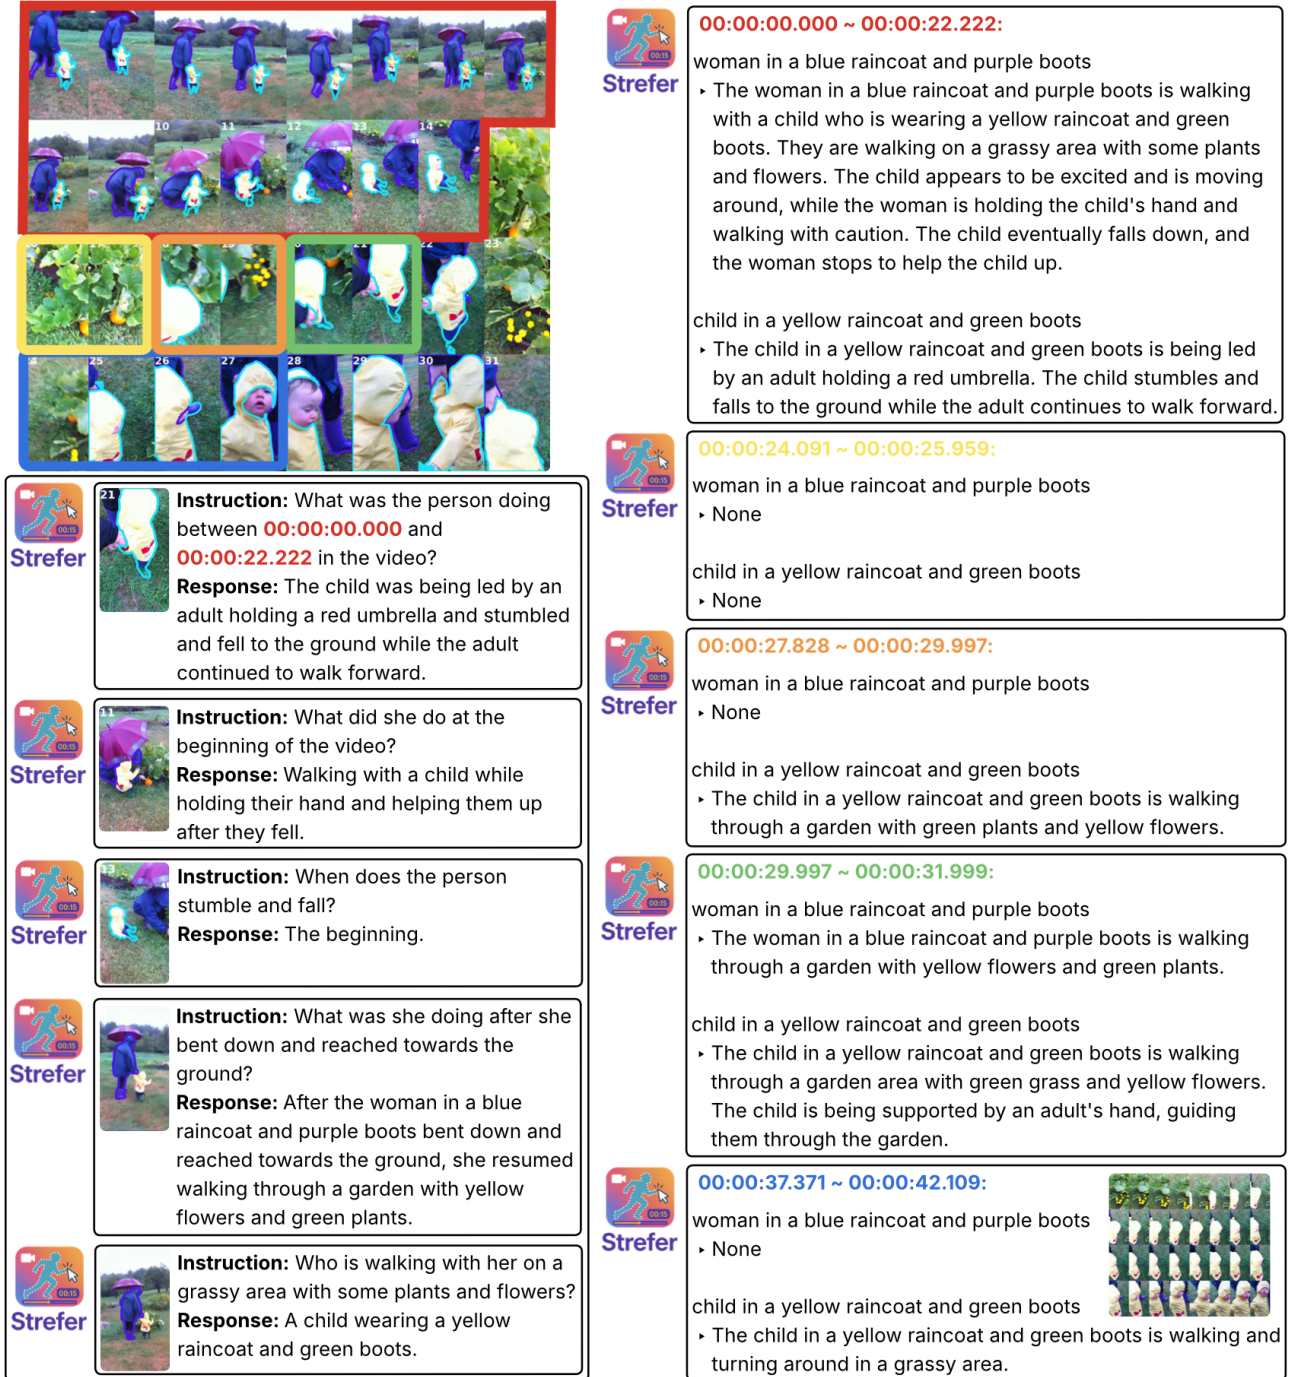 10 11 12 13 14
22 23
25 26 27 28 29 30 31
Strefer
21
Instruction: What was the person doing
between 00:00:00.000 and
00:00:22.222 in the video?
Response: The child was being led by an
adult holding a red umbrella and stumbled
and fell to the ground while the adult
continued to walk forward.
Strefer
11
Instruction: What did she do at the
beginning of the video?
Response: Walking with a child while
holding their hand and helping them up
after they fell.
Strefer
13
Instruction: When does the person
stumble and fall?
Response: The beginning.
Strefer
Instruction: What was she doing after she
bent down and reached towards the
ground?
Response: After the woman in a blue
raincoat and purple boots bent down and
reached towards the ground, she resumed
walking through a garden with yellow
flowers and green plants.
Strefer
Instruction: Who is walking with her on a
grassy area with some plants and flowers?
Response: A child wearing a yellow
raincoat and green boots.
Strefer
00:00:00.000 ~ 00:00:22.222:
woman in a blue raincoat and purple boots
‣ The woman in a blue raincoat and purple boots is walking
with a child who is wearing a yellow raincoat and green
boots. They are walking on a grassy area with some plants
and flowers. The child appears to be excited and is moving
around, while the woman is holding the child's hand and
walking with caution. The child eventually falls down, and
the woman stops to help the child up.
child in a yellow raincoat and green boots
‣ The child in a yellow raincoat and green boots is being led
by an adult holding a red umbrella. The child stumbles and
falls to the ground while the adult continues to walk forward.
Strefer
00:00:24.091 ~ 00:00:25.959:
woman in a blue raincoat and purple boots
‣ None
child in a yellow raincoat and green boots
‣ None
Strefer
00:00:27.828 ~ 00:00:29.997:
woman in a blue raincoat and purple boots
‣ None
child in a yellow raincoat and green boots
‣ The child in a yellow raincoat and green boots is walking
through a garden with green plants and yellow flowers.
Strefer
00:00:29.997 ~ 00:00:31.999:
woman in a blue raincoat and purple boots
‣ The woman in a blue raincoat and purple boots is walking
through a garden with yellow flowers and green plants.
child in a yellow raincoat and green boots
‣ The child in a yellow raincoat and green boots is walking
through a garden area with green grass and yellow flowers.
The child is being supported by an adult's hand, guiding
them through the garden.
Strefer
00:00:37.371 ~ 00:00:42.109:
woman in a blue raincoat and purple boots
‣ None
child in a yellow raincoat and green boots
‣ The child in a yellow raincoat and green boots is walking and
turning around in a grassy area.